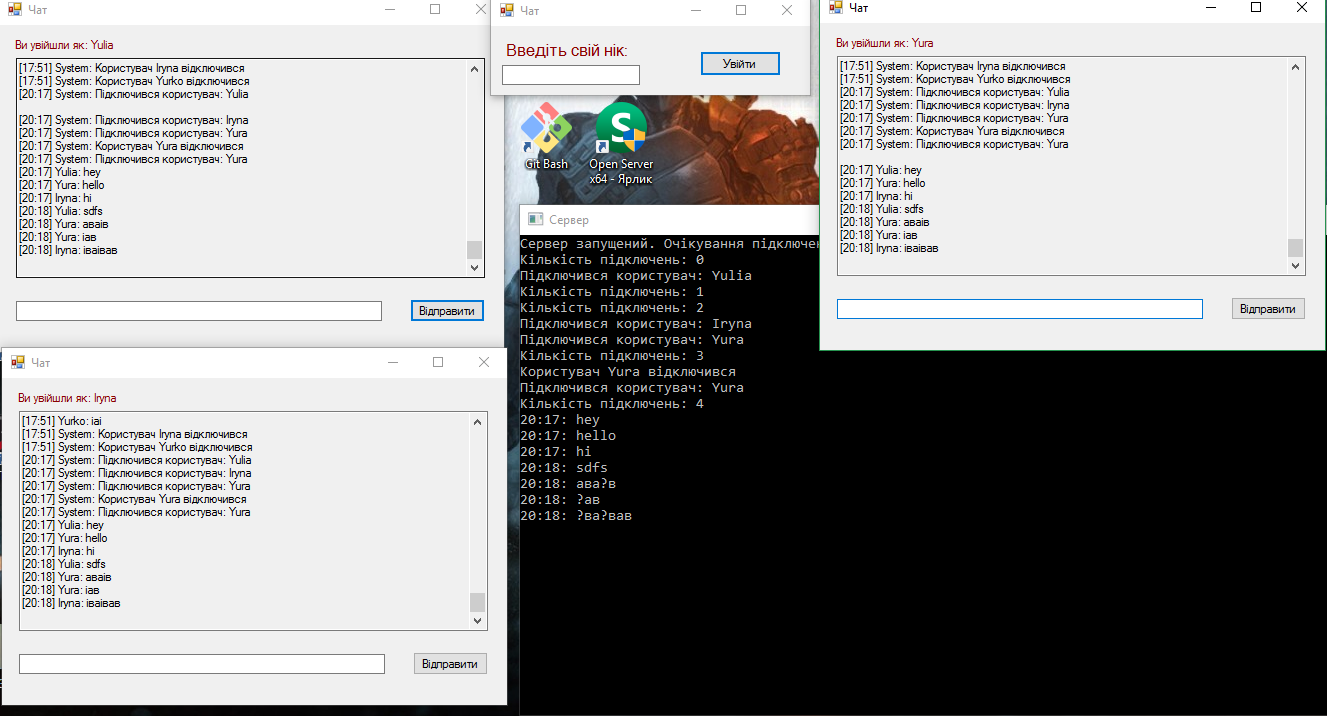 Чат
Ви увійшли як: Yulia
[17:51] System: Користувач Iryna відключився
[17:51] System: Користувач Yurko відключився
[20:17] System: Підключився користувач: Yulia
[20:17] System: Підключився користувач: Iryna
[20:17] System: Підключився користувач: Yura
[20:17] System: Користувач Yura відключився
[20:17] System: Підключився користувач: Yura
[20:17] Yulia: hey
[20:17] Yura: hello
[20:17] Iryna: hi
[20:18] Yulia: sdfs
[20:18] Yura: аваів
[20:18] Yura: іав
[20:18] Iryna: іваівав
Відправити
Чат
Введіть свій нік:
Увійти
Git Bash
Open Server
x64 - Ярлик
Чат
Ви увійшли як: Yura
[17:51] System: Користувач Iryna відключився
[17:51] System: Користувач Yurko відключився
[20:17] System: Підключився користувач: Yulia
[20:17] System: Підключився користувач: Iryna
[20:17] System: Підключився користувач: Yura
[20:17] System: Користувач Yura відключився
[20:17] System: Підключився користувач: Yura
[20:17] Yulia: hey
[20:17] Yura: hello
[20:17] Iryna: hi
[20:18] Yulia: sdfs
[20:18] Yura: аваів
[20:18] Yura: іав
[20:18] Iryna: іваівав
Відправити
Чат
Ви увійшли як: Iryna
[17:51] Yurko: іаі
[17:51] System: Користувач Iryna відключився
[17:51] System: Користувач Yurko відключився
[20:17] System: Підключився користувач: Yulia
[20:17] System: Підключився користувач: Iryna
[20:17] System: Підключився користувач: Yura
[20:17] System: Користувач Yura відключився
[20:17] System: Підключився користувач: Yura
[20:17] Yulia: hey
[20:17] Yura: hello
[20:17] Iryna: hi
[20:18] Yulia: sdfs
[20:18] Yura: аваів
[20:18] Yura: іав
[20:18] Iryna: іваівав
Відправити
Сервер
Сервер запущений. Очікування
Кількість підключень: 0
Підключився користувач: Yulia
Кількість підключень: 1
Кількість підключень: 2
Підключився користувач: Iryna
Підключився користувач: Yura
Кількість підключень: 3
Користувач Yura відключився
Підключився користувач: Yura
Кількість підключень: 4
20:17: hey
20:17: hello
20:17: hi
20:18: sdfs
20:18: ава?в
20:18: ?ав
20:18: ?ва?вав